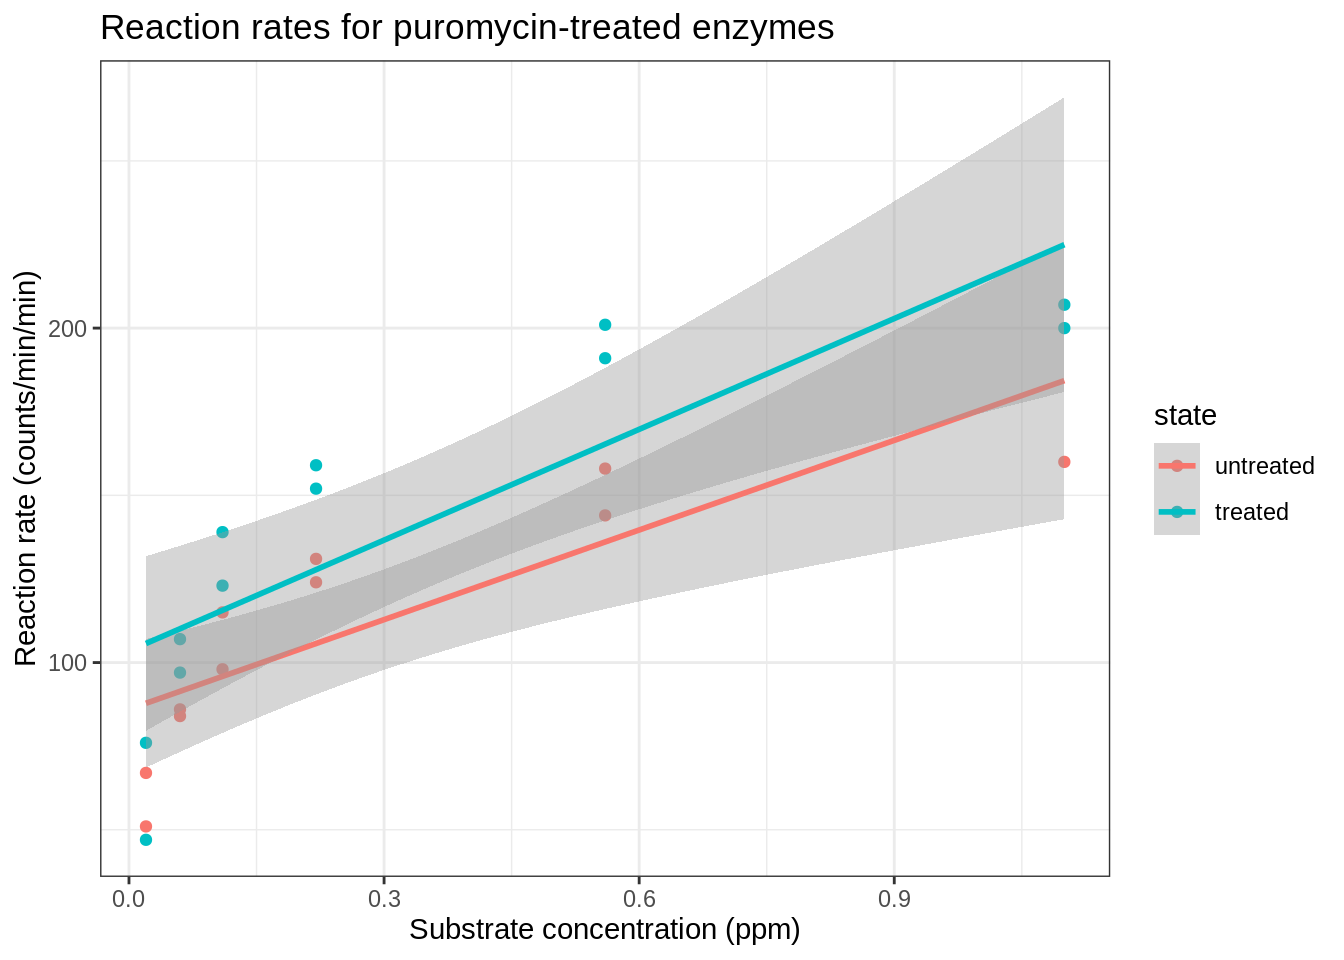 Reaction rates for puromycin-treated enzymes
Reaction rate (counts/min/min)
200
100
0.0
0.3
0.6
0.9
Substrate concentration (ppm)
state
untreated
treated